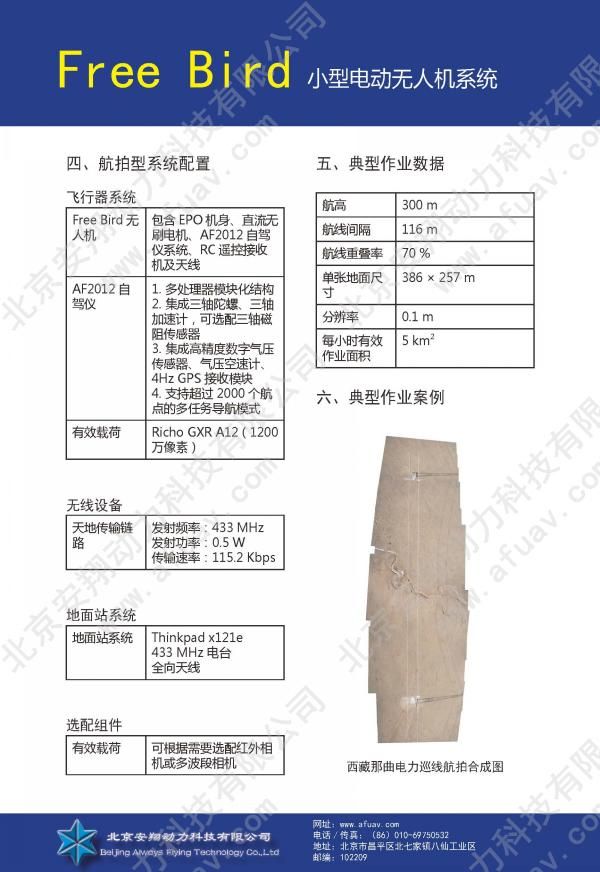 Free Bird 小型电动无人机系统
四、航拍型系统配置
飞行器系统
Free Bird 无
人机
包含 EPO 机身、直流无
刷电机、AF2012 自驾
仪系统、RC 遥控接收
机及天线
AF2012 自
驾仪
1. 多处理器模块化结构
2. 集成三轴陀螺、三轴
加速计，可选配三轴磁
阻传感器
3. 集成高精度数字气压
传感器、气压空速计、
4Hz GPS 接收模块
4. 支持超过 2000 个航
点的多任务导航模式
有效载荷
Richo GXR A12（1200
万像素）
无线设备
天地传输链
路
发射频率：433 MHz
发射功率：0.5 W
传输速率：115.2 Kbps
地面站系统
地面站系统
Thinkpad x121e
433 MHz 电台
全向天线
选配组件
有效载荷
可根据需要选配红外相
机或多波段相机
五、典型作业数据
航高 300 m
航线间隔 116 m
航线重叠率 70 %
单张地面尺
寸
386 × 257 m
分辨率 0.1 m
每小时有效
作业面积
5 km²
六、典型作业案例
西藏那曲电力巡线航拍合成图
北京安翔动力科技有限公司
Beijing Always Flying Technology Co.,Ltd
网址：www.afuav.com
电话/传真：(86) 010-69750532
地址：北京市昌平区北七家镇八仙工业区
邮编：102209
北京安翔动力科技有限公司
www.afuav.com